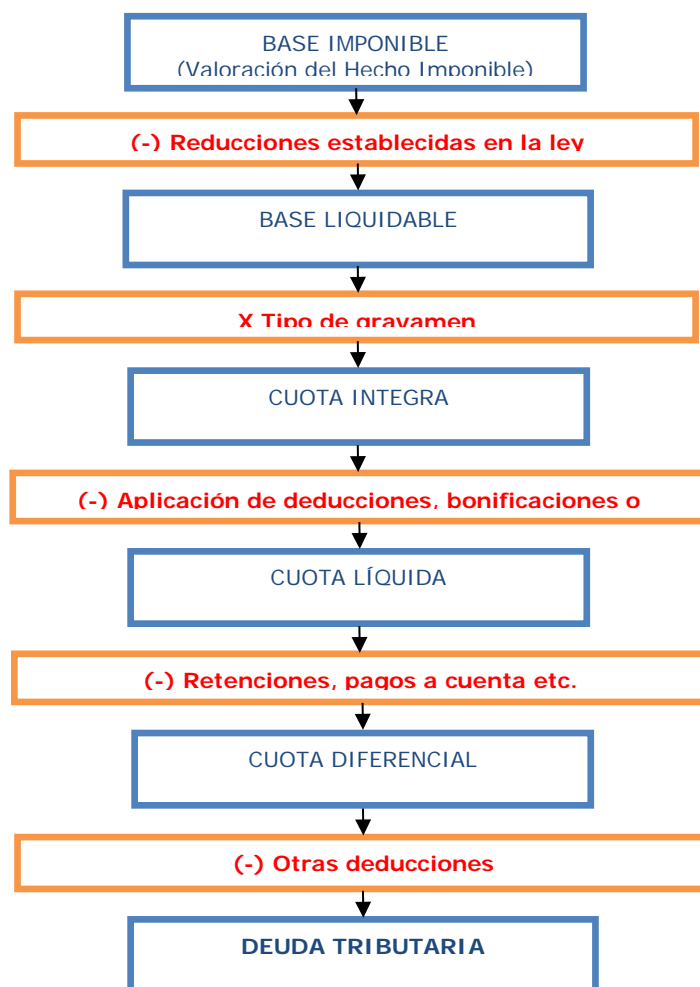 BASE IMPONIBLE
(Valoración del Hecho Imponible)
(-) Reducciones establecidas en la ley
BASE LIQUIDABLE
X Tipo de gravamen
CUOTA INTEGRA
(-) Aplicación de deducciones, bonificaciones o
CUOTA LÍQUIDA
(-) Retenciones, pagos a cuenta etc.
CUOTA DIFERENCIAL
(-) Otras deducciones
DEUDA TRIBUTARIA